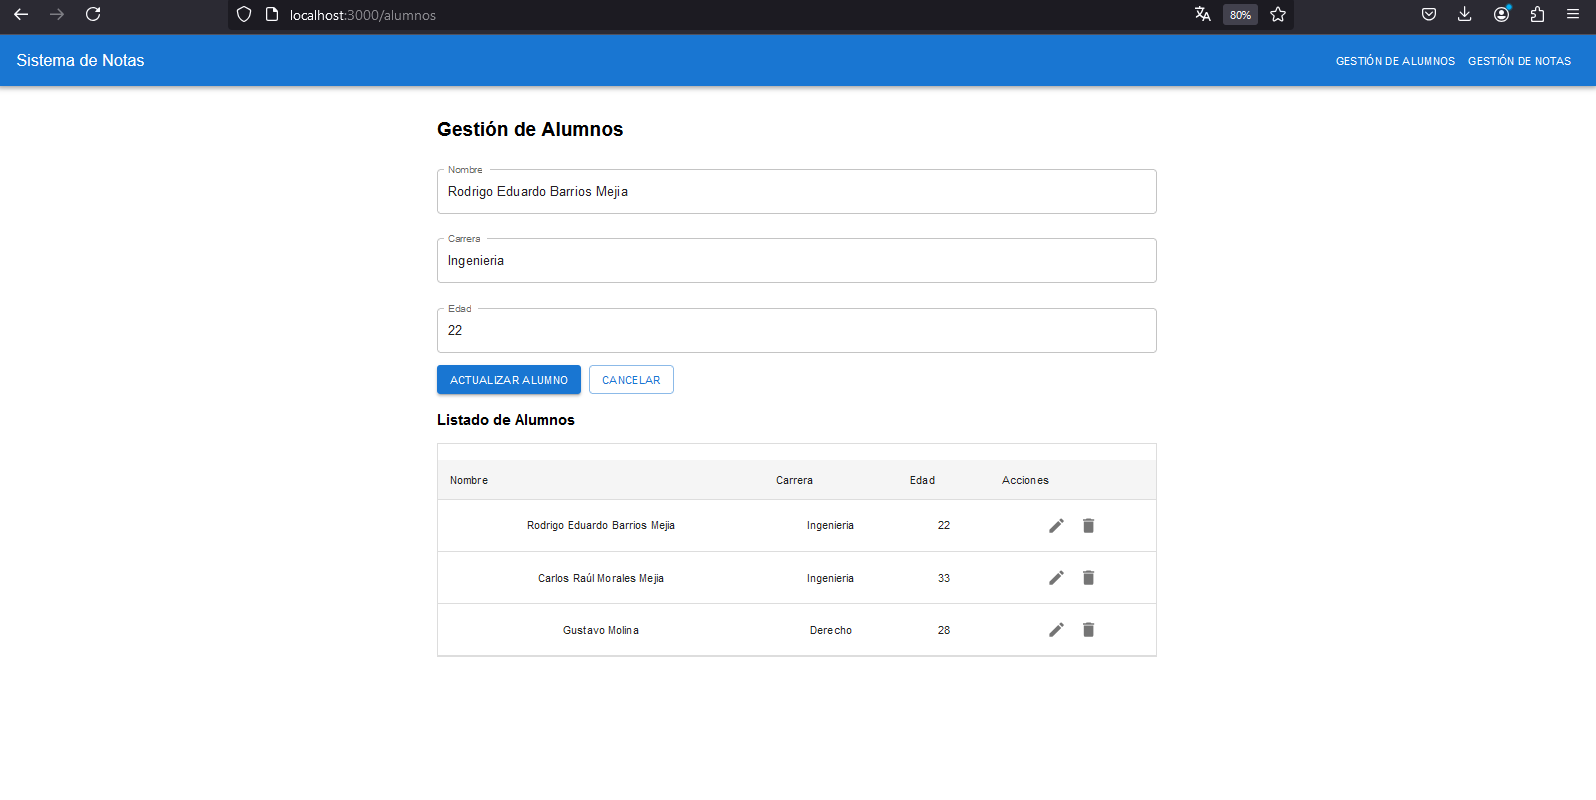 localhost:3000/alumnos
80%
Sistema de Notas
GESTIÓN DE ALUMNOS GESTIÓN DE NOTAS
Gestión de Alumnos
Nombre
Rodrigo Eduardo Barrios Mejia
Carrera
Ingenieria
Edad
22
ACTUALIZAR ALUMNO CANCELAR
Listado de Alumnos
Nombre Carrera Edad Acciones
Rodrigo Eduardo Barrios Mejia Ingenieria 22
Carlos Raúl Morales Mejia Ingenieria 33
Gustavo Molina Derecho 28